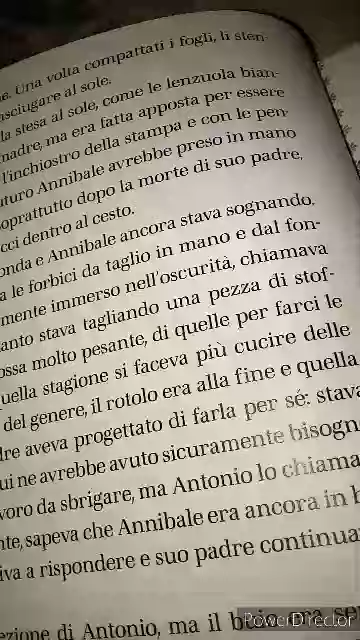 e. Una volta compattati i fogli, li sten-
asciugare al sole.
la stesa al sole, come le lenzuola bian-
madre, ma era fatta apposta per essere
l'inchiostro della stampa e con le pen-
uturo Annibale avrebbe preso in mano
oprattutto dopo la morte di suo padre,
cci dentro al cesto.
onda e Annibale ancora stava sognando.
a le forbici da taglio in mano e dal fon-
mente immerso nell'oscurità, chiamava
anto stava tagliando una pezza di stof-
ossa molto pesante, di quelle per farci le
uella stagione si faceva più cucire delle
del genere, il rotolo era alla fine e quella
dre aveva progettato di farla per sé: stava
ui ne avrebbe avuto sicuramente bisogn
voro da sbrigare, ma Antonio lo chiama
nte, sapeva che Annibale era ancora in
iva a rispondere e suo padre continua
ezione di Antonio, ma il
PowerDirector